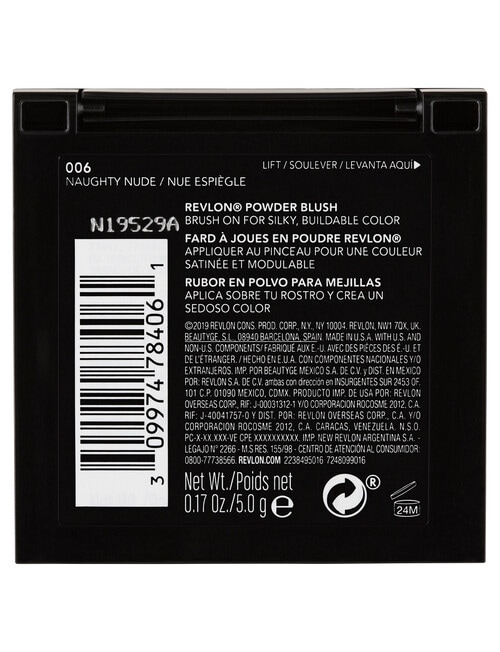 006
NAUGHTY NUDE / NUE ESPIÈGLE
LIFT / SOULEVER / LEVANTA AQUÍ
N19529A
REVLON® POWDER BLUSH
BRUSH ON FOR SILKY, BUILDABLE COLOR
FARD À JOUES EN POUDRE REVLON®
APPLIQUER AU PINCEAU POUR UNE COULEUR
SATINÉE ET MODULABLE
RUBOR EN POLVO PARA MEJILLAS
APLICA SOBRE TU ROSTRO Y CREA UN
SEDOSO COLOR
©2019 REVLON CONS. PROD. CORP., N.Y., NY 10004. REVLON, NW1 7QX, UK.
BEAUTYGE, S.L., 08940 BARCELONA, SPAIN. MADE IN U.S.A. WITH U.S. AND
NON-U.S. COMPONENTS/FABRIQUÉ AUX É.-U. AVEC DES PIÈCES DES É.-U. ET
DE L'ÉTRANGER. / HECHO EN E.U.A. CON COMPONENTES NACIONALES Y/O
EXTRANJEROS. IMP. POR BEAUTYGE MEXICO, S.A. DE C.V. y DIST. EN MÉXICO
POR REVLON, S.A. DE C.V. ambas con dirección en INSURGENTES SUR 2453 OF.
101 C.P. 01090 MÉXICO, CDMX. PRODUCTO IMP. DE USA POR REVLON
OVERSEAS CORP. RIF: J-00031312-1 Y/O CORPORACION ROCOMAR 2012, C.A.
RIF: J-40041757-0 Y DIST. POR REVLON OVERSEAS CORP., C.A. Y/O
CORPORACION ROCOMAR 2012, C.A. CARACAS, VENEZUELA. N.S.O.
PC-X-XX.XXX-VE CPE XXXXXXXXXX. IMP. NEW REVLON ARGENTINA S.A. -
LEGAJO Nº 2266 - M.S RES. 155/98 - CENTRO DE ATENCIÓN AL CONSUMIDOR:
0800-77738566. REVLON.COM 2238495016 7248099016
3 09974 78406 1
Net Wt./Poids net
0.17 Oz./5.0 g e
®
24M